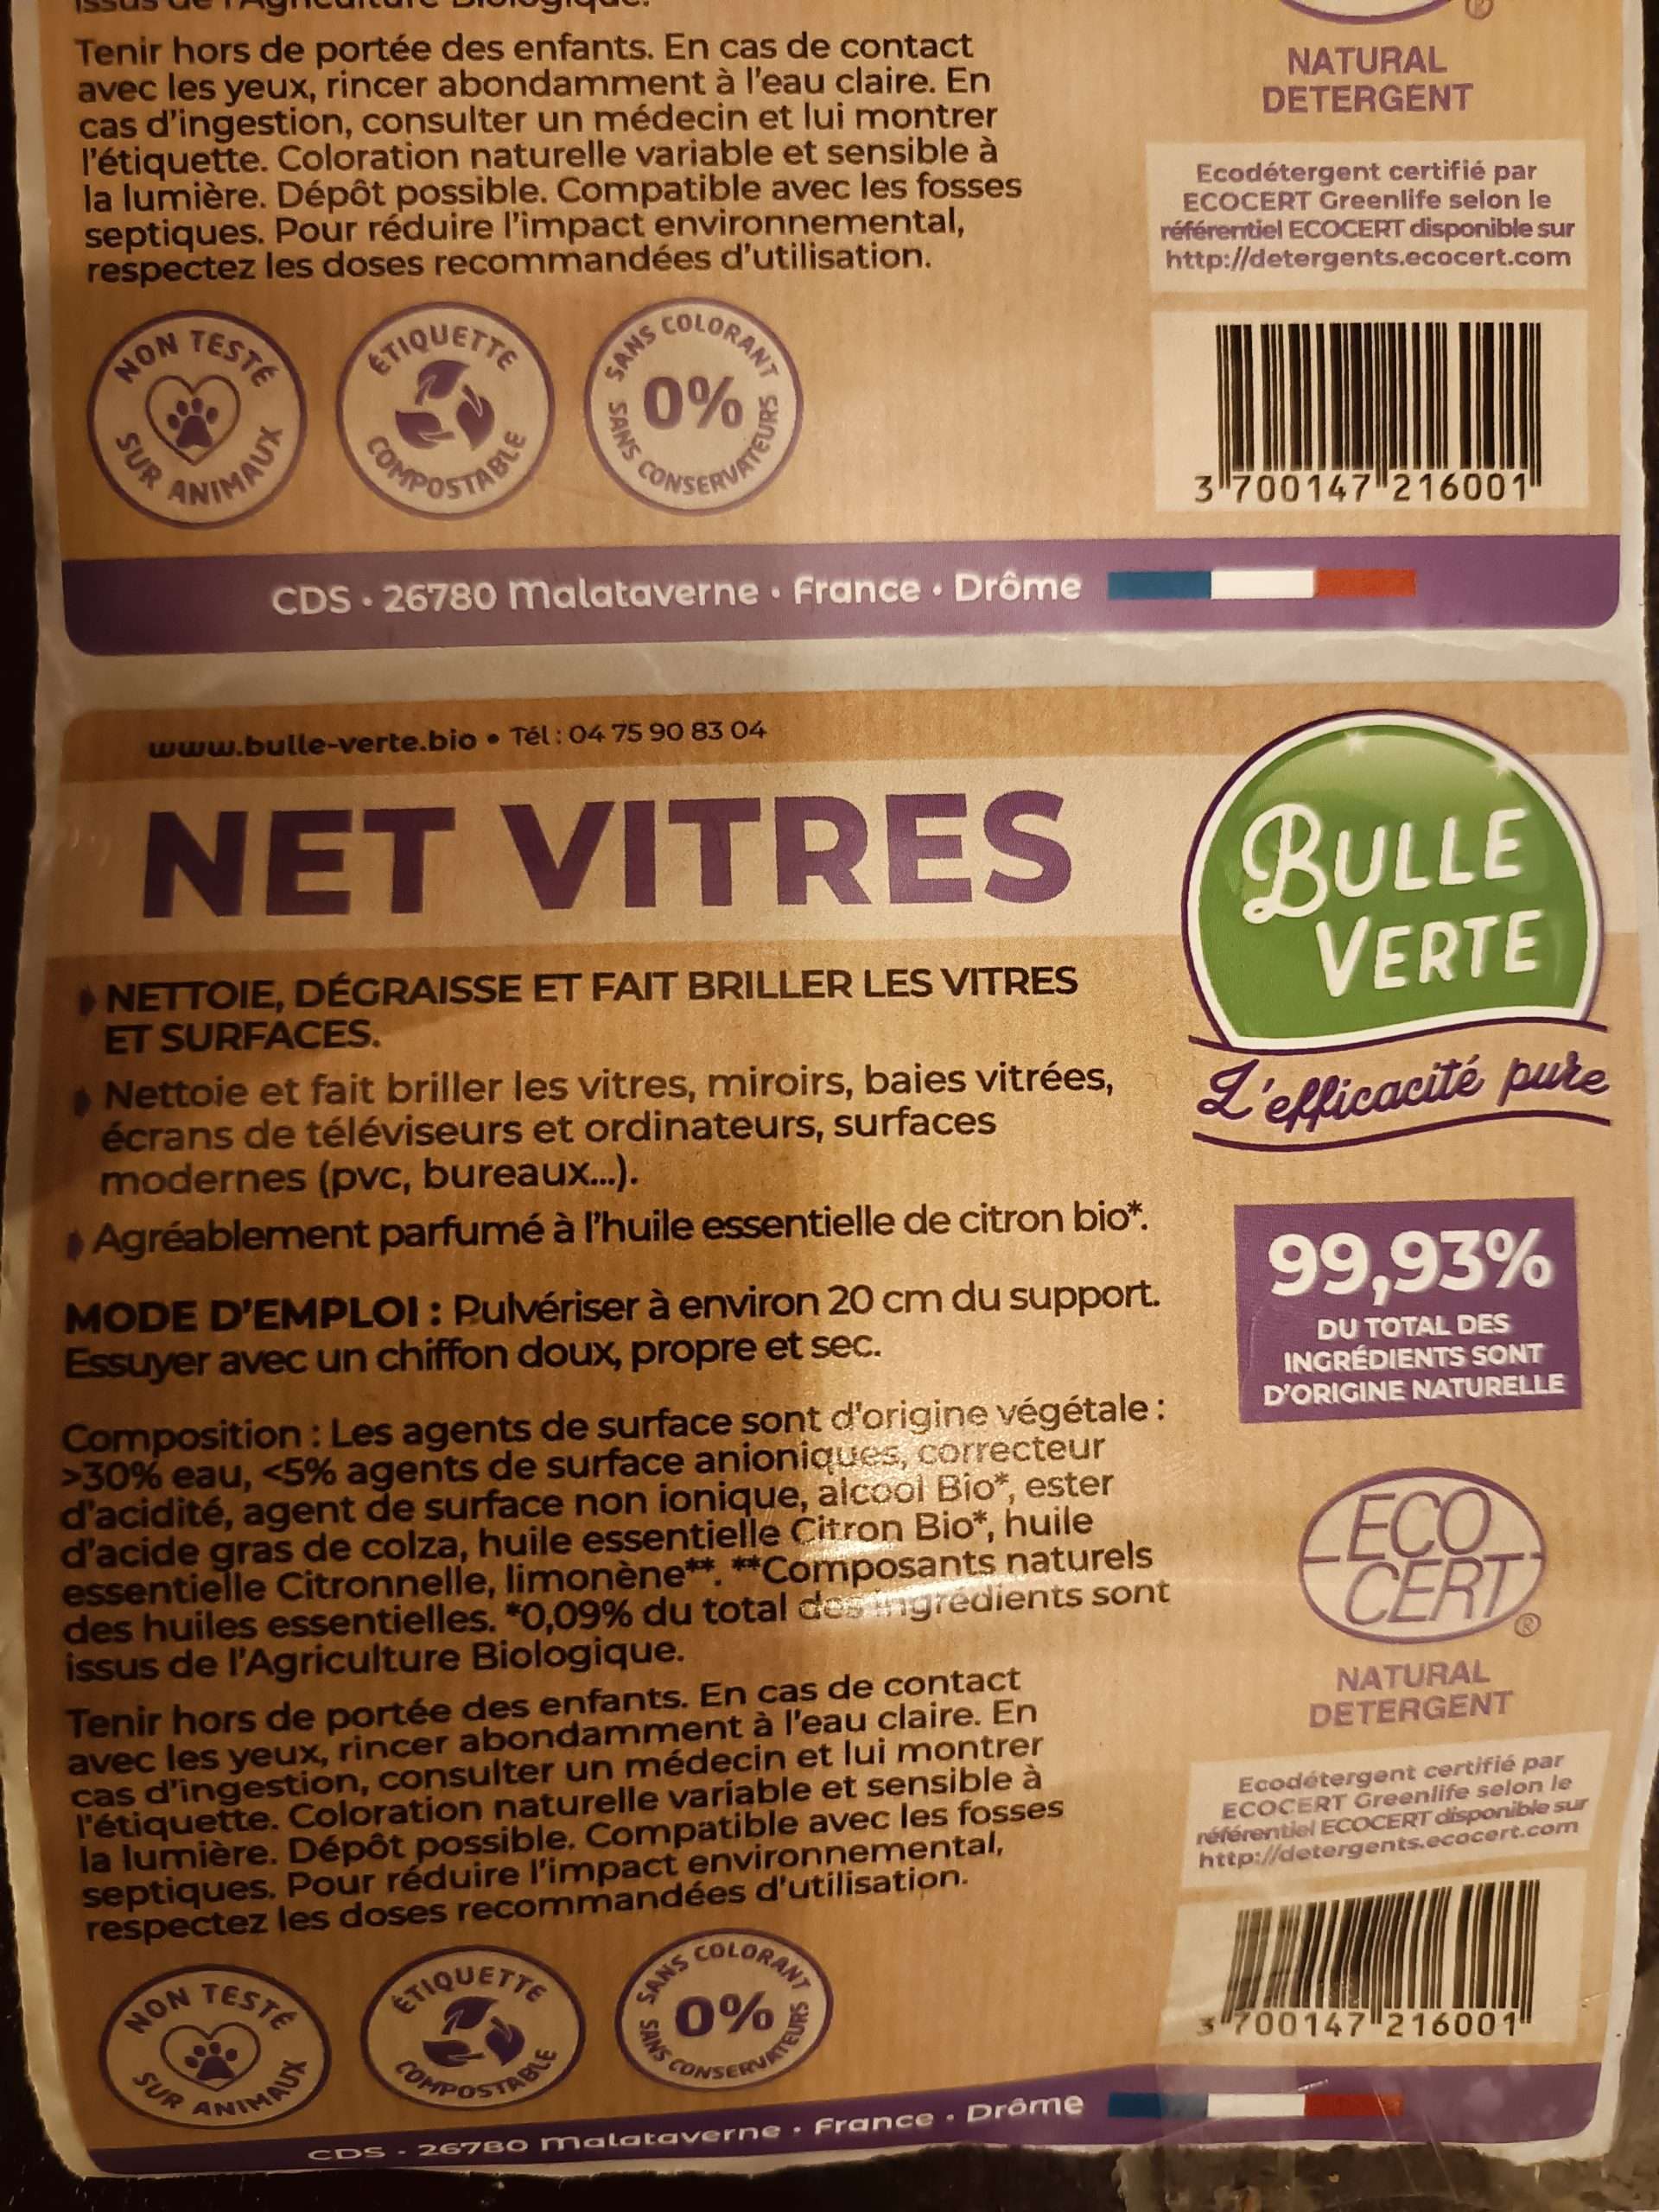 Tenir hors de portée des enfants. En cas de contact
avec les yeux, rincer abondamment à l'eau claire. En
cas d'ingestion, consulter un médecin et lui montrer
l'étiquette. Coloration naturelle variable et sensible à
la lumière. Dépôt possible. Compatible avec les fosses
septiques. Pour réduire l'impact environnemental,
respectez les doses recommandées d'utilisation.
NATURAL
DETERGENT
Ecodétergent certifié par
ECOCERT Greenlife selon le
référentiel ECOCERT disponible sur
http://detergents.ecocert.com
NON TESTÉ
SUR ANIMAUX
ÉTIQUETTE
COMPOSTABLE
SANS COLORANT
0%
SANS CONSERVATEURS
3 700147 216001
CDS • 26780 Malataverne • France • Drôme
www.bulle-verte.bio • Tél : 04 75 90 83 04
NET VITRES
BULLE
VERTE
L'efficacité pure
NETTOIE, DÉGRAISSE ET FAIT BRILLER LES VITRES
ET SURFACES.
Nettoie et fait briller les vitres, miroirs, baies vitrées,
écrans de téléviseurs et ordinateurs, surfaces
modernes (pvc, bureaux...).
Agréablement parfumé à l'huile essentielle de citron bio*.
MODE D'EMPLOI : Pulvériser à environ 20 cm du support.
Essuyer avec un chiffon doux, propre et sec.
99,93%
DU TOTAL DES
INGRÉDIENTS SONT
D'ORIGINE NATURELLE
Composition : Les agents de surface sont d'origine végétale :
>30% eau, <5% agents de surface anioniques, correcteur
d'acidité, agent de surface non ionique, alcool Bio*, ester
d'acide gras de colza, huile essentielle Citron Bio*, huile
essentielle Citronnelle, limonène**. **Composants naturels
des huiles essentielles. *0,09% du total des ingrédients sont
issus de l'Agriculture Biologique.
ECO
CERT
®
NATURAL
DETERGENT
Tenir hors de portée des enfants. En cas de contact
avec les yeux, rincer abondamment à l'eau claire. En
cas d'ingestion, consulter un médecin et lui montrer
l'étiquette. Coloration naturelle variable et sensible à
la lumière. Dépôt possible. Compatible avec les fosses
septiques. Pour réduire l'impact environnemental,
respectez les doses recommandées d'utilisation.
Ecodétergent certifié par
ECOCERT Greenlife selon le
référentiel ECOCERT disponible sur
http://detergents.ecocert.com
NON TESTÉ
SUR ANIMAUX
ÉTIQUETTE
COMPOSTABLE
SANS COLORANT
0%
SANS CONSERVATEURS
3 700147 216001
CDS - 26780 Malataverne • France • Drôme